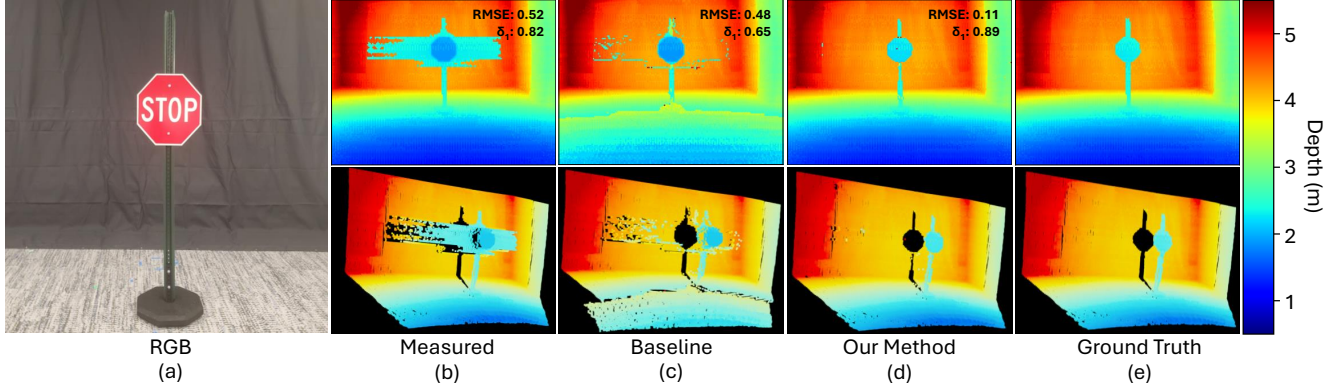 STOP
RMSE: 0.52
δ₁: 0.82
RMSE: 0.48
δ₁: 0.65
RMSE: 0.11
δ₁: 0.89
5
4
3
2
1
Depth (m)
RGB
Measured
Baseline
Our Method
Ground Truth
(a)
(b)
(c)
(d)
(e)